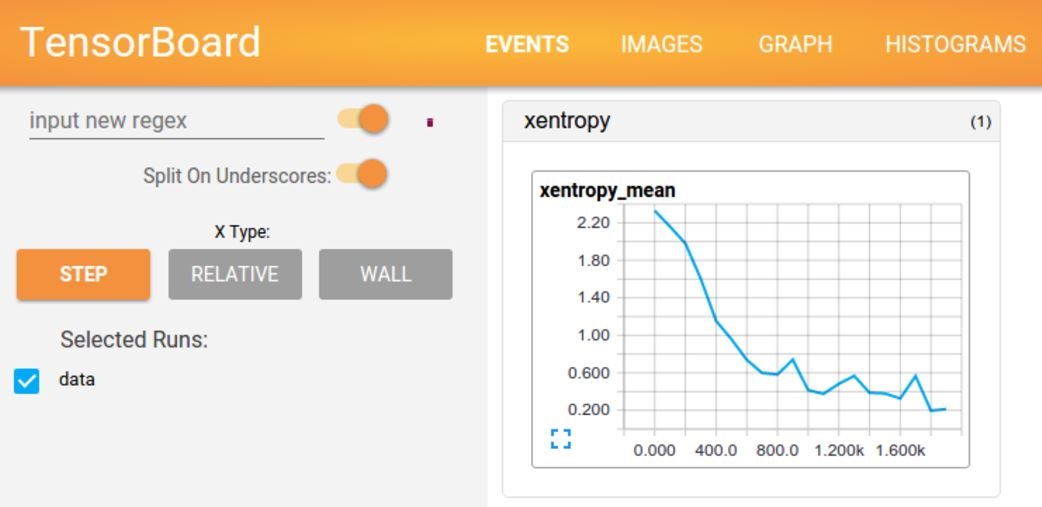 TensorBoard
EVENTS IMAGES GRAPH HISTOGRAMS
input new regex
Split On Underscores:
X Type:
STEP RELATIVE WALL
Selected Runs:
data
xentropy (1)
xentropy_mean
2.20
1.80
1.40
1.00
0.600
0.200
0.000 400.0 800.0 1.200k 1.600k